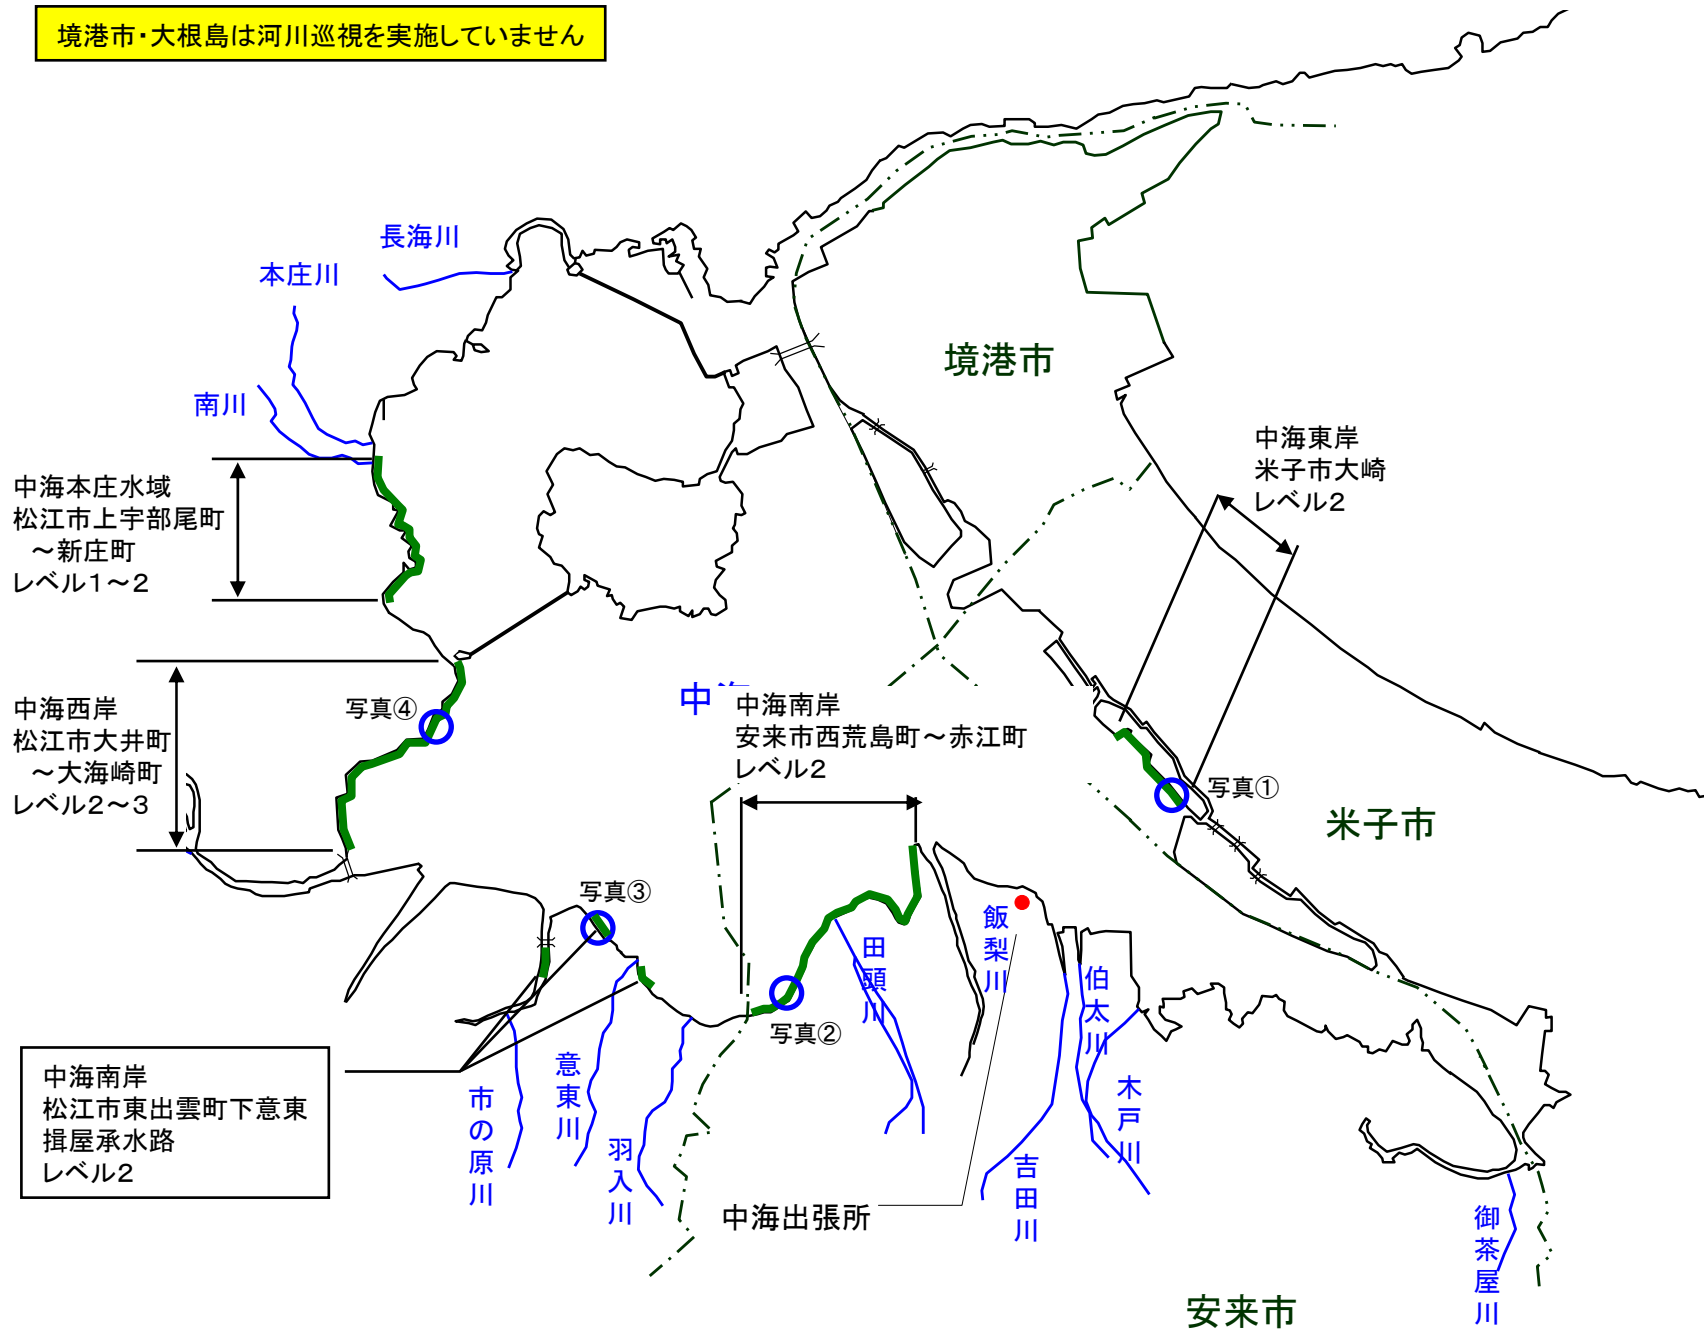 境港市・大根島は河川巡視を実施していません
長海川
本庄川
南川
境港市
中海東岸
米子市大崎
レベル2
中海本庄水域
松江市上宇部尾町
～新庄町
レベル1～2
中海西岸
松江市大井町
～大海崎町
レベル2～3
写真④
中海
中海南岸
安来市西荒島町～赤江町
レベル2
写真①
米子市
写真③
写真②
田頭川
飯梨川
伯太川
木戸川
吉田川
中海南岸
松江市東出雲町下意東
揖屋承水路
レベル2
市の原川
意東川
羽入川
中海出張所
御茶屋川
安来市